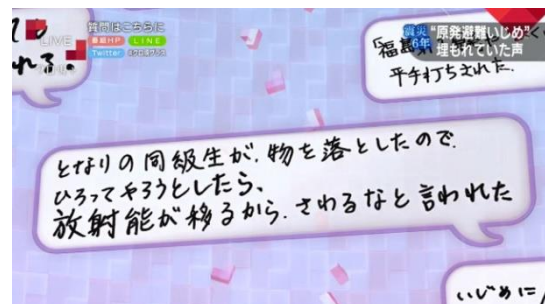 LIVE
れる。
質問はこちらに
番組HP LINE
Twitter
震災6年
“原発避難いじめ”
埋もれていた声
平手打ちされた.
となりの同級生が、物を落としたので.
ひろってやろうとしたら、
放射能が移るから.さわるなと言われた
いじめに